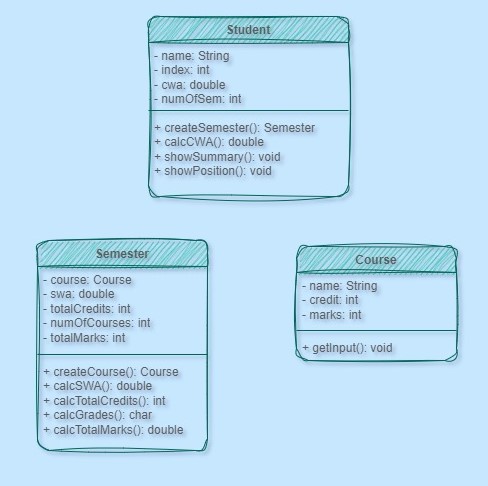 Student
- name: String
- index: int
- cwa: double
- numOfSem: int
+ createSemester(): Semester
+ calcCWA(): double
+ showSummary(): void
+ showPosition(): void
Semester
- course: Course
- swa: double
- totalCredits: int
- numOfCourses: int
- totalMarks: int
+ createCourse(): Course
+ calcSWA(): double
+ calcTotalCredits(): int
+ calcGrades(): char
+ calcTotalMarks(): double
Course
- name: String
- credit: int
- marks: int
+ getInput(): void